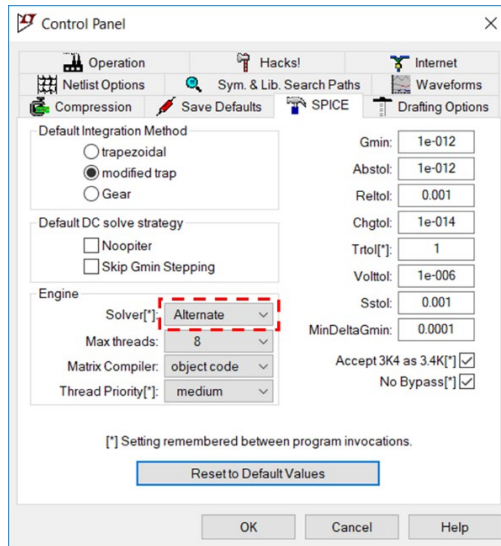 Control Panel
Operation
Hacks!
Internet
Netlist Options
Sym. & Lib. Search Paths
Waveforms
Compression
Save Defaults
SPICE
Drafting Options
Default Integration Method
trapezoidal
modified trap
Gear
Default DC solve strategy
Noopiter
Skip Gmin Stepping
Engine
Solver[*]: Alternate
Max threads: 8
Matrix Compiler: object code
Thread Priority[*]: medium
Gmin: 1e-012
Abstol: 1e-012
Reltol: 0.001
Chgtol: 1e-014
Trtol[*]: 1
Volttol: 1e-006
Sstol: 0.001
MinDeltaGmin: 0.0001
Accept 3K4 as 3.4K[*]
No Bypass[*]
[*] Setting remembered between program invocations.
Reset to Default Values
OK
Cancel
Help